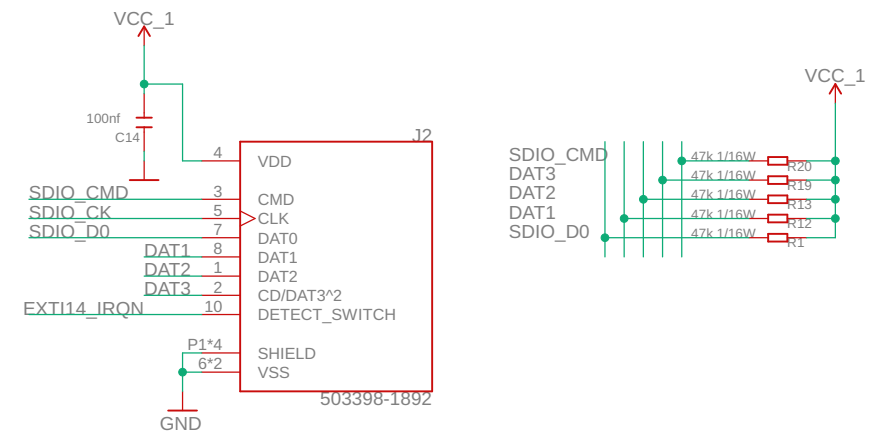 VCC_1
100nf
C14
J2
4 VDD
SDIO_CMD 3 CMD
SDIO_CK 5 CLK
SDIO_D0 7 DAT0
DAT1 8 DAT1
DAT2 1 DAT2
DAT3 2 CD/DAT3^2
EXTI14_IRQN 10 DETECT_SWITCH
P1*4 SHIELD
6*2 VSS
503398-1892
GND
VCC_1
SDIO_CMD 47k 1/16W R20
DAT3 47k 1/16W R19
DAT2 47k 1/16W R13
DAT1 47k 1/16W R12
SDIO_D0 47k 1/16W R1